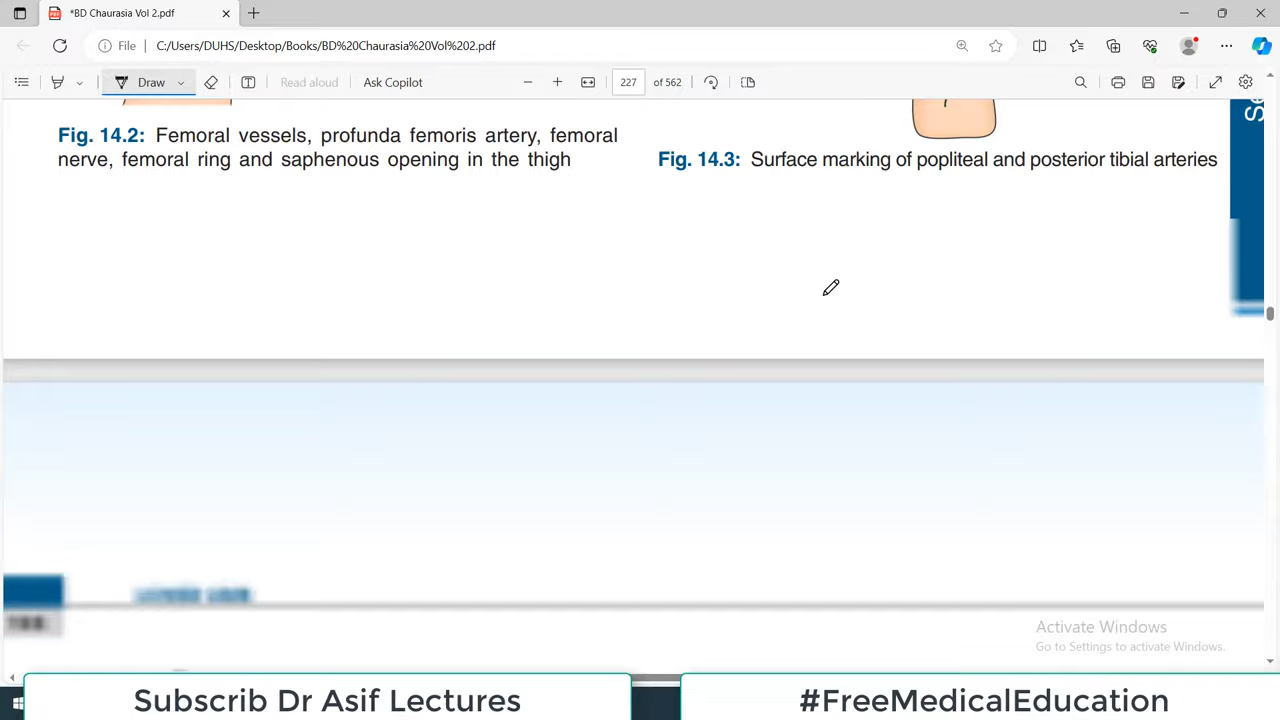 *BD Chaurasia Vol 2.pdf
File
C:/Users/DUHS/Desktop/Books/BD%20Chaurasia%20Vol%202.pdf
Draw
Read aloud
Ask Copilot
227 of 562
Fig. 14.2: Femoral vessels, profunda femoris artery, femoral
nerve, femoral ring and saphenous opening in the thigh
Fig. 14.3: Surface marking of popliteal and posterior tibial arteries
Se
Activate Windows
Go to Settings to activate Windows.
Subscrib Dr Asif Lectures
#FreeMedicalEducation